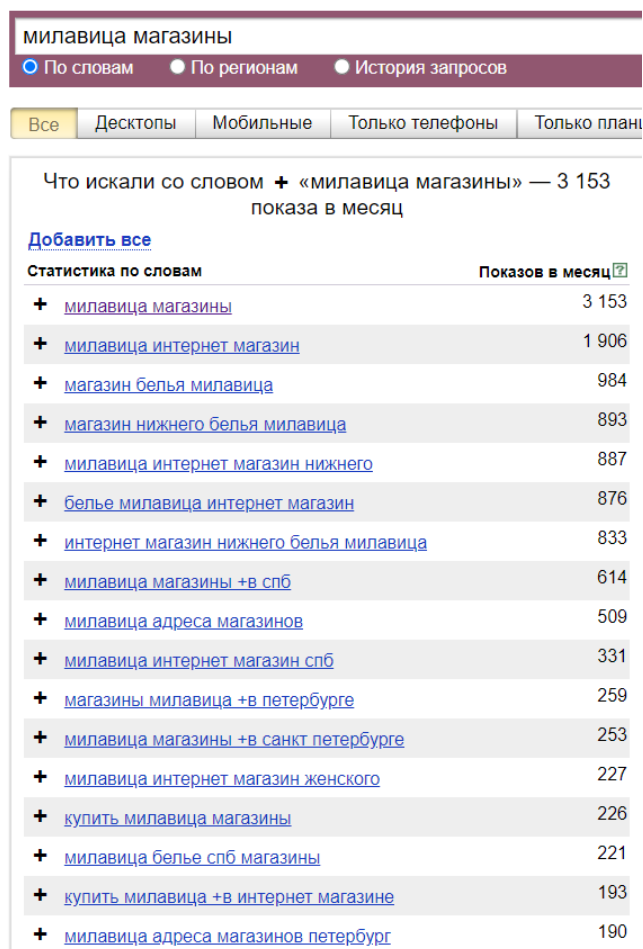 милавица магазины
По словам По регионам История запросов
Все Десктопы Мобильные Только телефоны Только
Что искали со словом + «милавица магазины» — 3 153
показа в месяц
Добавить все
Статистика по словам Показов в месяц ?
+ милавица магазины 3 153
+ милавица интернет магазин 1 906
+ магазин белья милавица 984
+ магазин нижнего белья милавица 893
+ милавица интернет магазин нижнего 887
+ белье милавица интернет магазин 876
+ интернет магазин нижнего белья милавица 833
+ милавица магазины +в спб 614
+ милавица адреса магазинов 509
+ милавица интернет магазин спб 331
+ магазины милавица +в петербурге 259
+ милавица магазины +в санкт петербурге 253
+ милавица интернет магазин женского 227
+ купить милавица магазины 226
+ милавица белье спб магазины 221
+ купить милавица +в интернет магазине 193
+ милавица адреса магазинов петербург 190